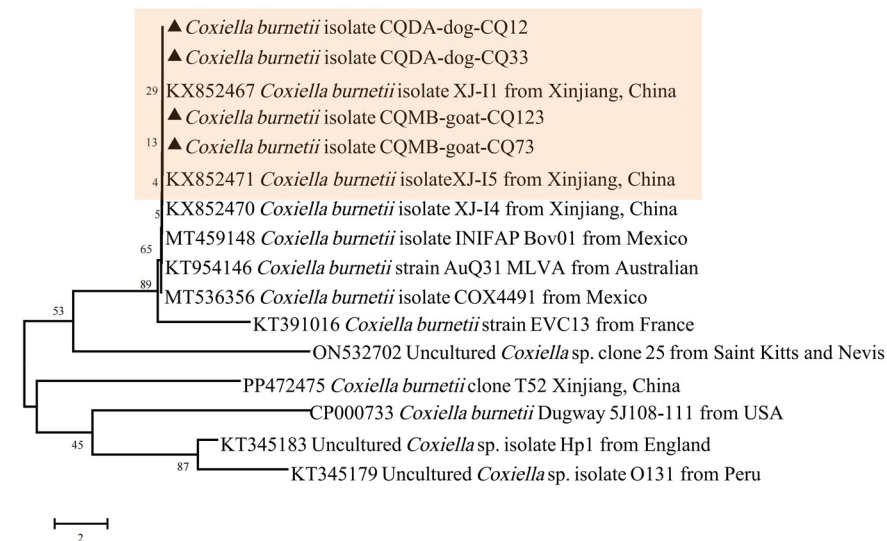 ▲ Coxiella burnetii isolate CQDA-dog-CQ12
▲ Coxiella burnetii isolate CQDA-dog-CQ33
29 KX852467 Coxiella burnetii isolate XJ-I1 from Xinjiang, China
▲ Coxiella burnetii isolate CQMB-goat-CQ123
13 ▲ Coxiella burnetii isolate CQMB-goat-CQ73
4 KX852471 Coxiella burnetii isolateXJ-I5 from Xinjiang, China
5 KX852470 Coxiella burnetii isolate XJ-I4 from Xinjiang, China
MT459148 Coxiella burnetii isolate INIFAP Bov01 from Mexico
65
KT954146 Coxiella burnetii strain AuQ31 MLVA from Australian
89
MT536356 Coxiella burnetii isolate COX4491 from Mexico
53
KT391016 Coxiella burnetii strain EVC13 from France
ON532702 Uncultured Coxiella sp. clone 25 from Saint Kitts and Nevis
PP472475 Coxiella burnetii clone T52 Xinjiang, China
CP000733 Coxiella burnetii Dugway 5J108-111 from USA
45
KT345183 Uncultured Coxiella sp. isolate Hp1 from England
87
KT345179 Uncultured Coxiella sp. isolate O131 from Peru
2